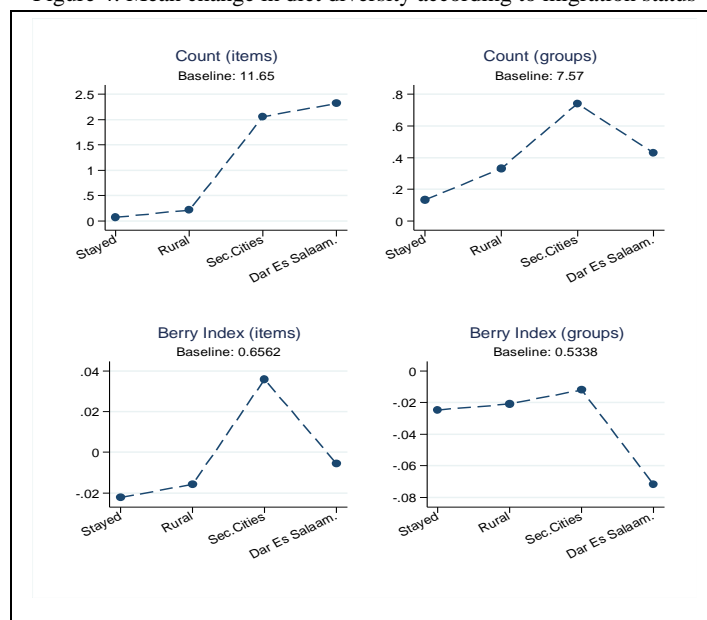 Figure 4. Mean change in diet diversity according to migration status
Count (items)
Baseline: 11.65
2.5
2
1.5
1
.5
0
Stayed
Rural
Sec.Cities
Dar Es Salaam.
Count (groups)
Baseline: 7.57
.8
.6
.4
.2
0
Stayed
Rural
Sec.Cities
Dar Es Salaam.
Berry Index (items)
Baseline: 0.6562
.04
.02
0
-.02
Stayed
Rural
Sec.Cities
Dar Es Salaam.
Berry Index (groups)
Baseline: 0.5338
0
-.02
-.04
-.06
-.08
Stayed
Rural
Sec.Cities
Dar Es Salaam.